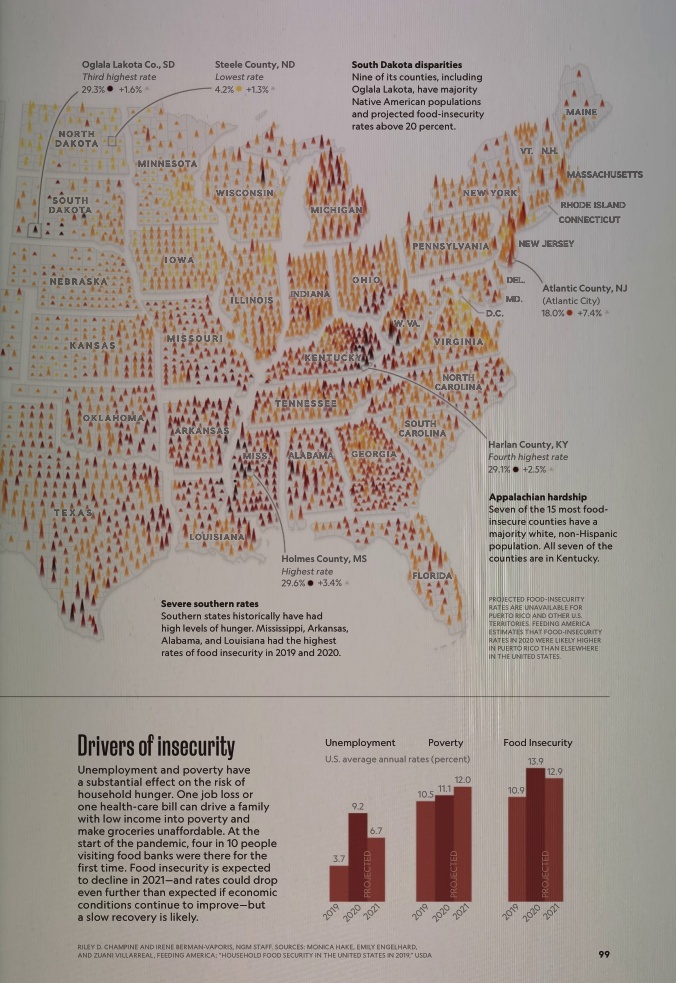 Oglala Lakota Co., SD
Third highest rate
29.3% +1.6%
Steele County, ND
Lowest rate
4.2% +1.3%
South Dakota disparities
Nine of its counties, including
Oglala Lakota, have majority
Native American populations
and projected food-insecurity
rates above 20 percent.
MAINE
NORTH
DAKOTA
MINNESOTA
VT.
N.H.
WISCONSIN
MASSACHUSETTS
SOUTH
DAKOTA
MICHIGAN
NEW YORK
RHODE ISLAND
CONNECTICUT
PENNSYLVANIA
NEW JERSEY
IOWA
NEBRASKA
OHIO
DEL.
INDIANA
ILLINOIS
MD.
Atlantic County, NJ
(Atlantic City)
18.0% +7.4%
D.C.
W.VA.
MISSOURI
VIRGINIA
KANSAS
KENTUCKY
NORTH
CAROLINA
TENNESSEE
OKLAHOMA
ARKANSAS
SOUTH
CAROLINA
MISS.
ALABAMA
GEORGIA
Harlan County, KY
Fourth highest rate
29.1% +2.5%
Appalachian hardship
Seven of the 15 most food-
insecure counties have a
majority white, non-Hispanic
population. All seven of the
counties are in Kentucky.
TEXAS
LOUISIANA
FLORIDA
Holmes County, MS
Highest rate
29.6% +3.4%
Severe southern rates
Southern states historically have had
high levels of hunger. Mississippi, Arkansas,
Alabama, and Louisiana had the highest
rates of food insecurity in 2019 and 2020.
PROJECTED FOOD-INSECURITY
RATES ARE UNAVAILABLE FOR
PUERTO RICO AND OTHER U.S.
TERRITORIES. FEEDING AMERICA
ESTIMATES THAT FOOD-INSECURITY
RATES IN 2020 WERE LIKELY HIGHER
IN PUERTO RICO THAN ELSEWHERE
IN THE UNITED STATES.
Drivers of insecurity
Unemployment and poverty have
a substantial effect on the risk of
household hunger. One job loss or
one health-care bill can drive a family
with low income into poverty and
make groceries unaffordable. At the
start of the pandemic, four in 10 people
visiting food banks were there for the
first time. Food insecurity is expected
to decline in 2021—and rates could drop
even further than expected if economic
conditions continue to improve—but
a slow recovery is likely.
Unemployment
Poverty
Food Insecurity
U.S. average annual rates (percent)
3.7
9.2
6.7
10.5
11.1
12.0
10.9
13.9
12.9
PROJECTED
PROJECTED
PROJECTED
2019
2020
2021
2019
2020
2021
2019
2020
2021
RILEY D. CHAMPINE AND IRENE BERMAN-VAPORIS, NGM STAFF. SOURCES: MONICA HAKE, EMILY ENGELHARD,
AND ZUANI VILLARREAL, FEEDING AMERICA; "HOUSEHOLD FOOD SECURITY IN THE UNITED STATES IN 2019," USDA
99